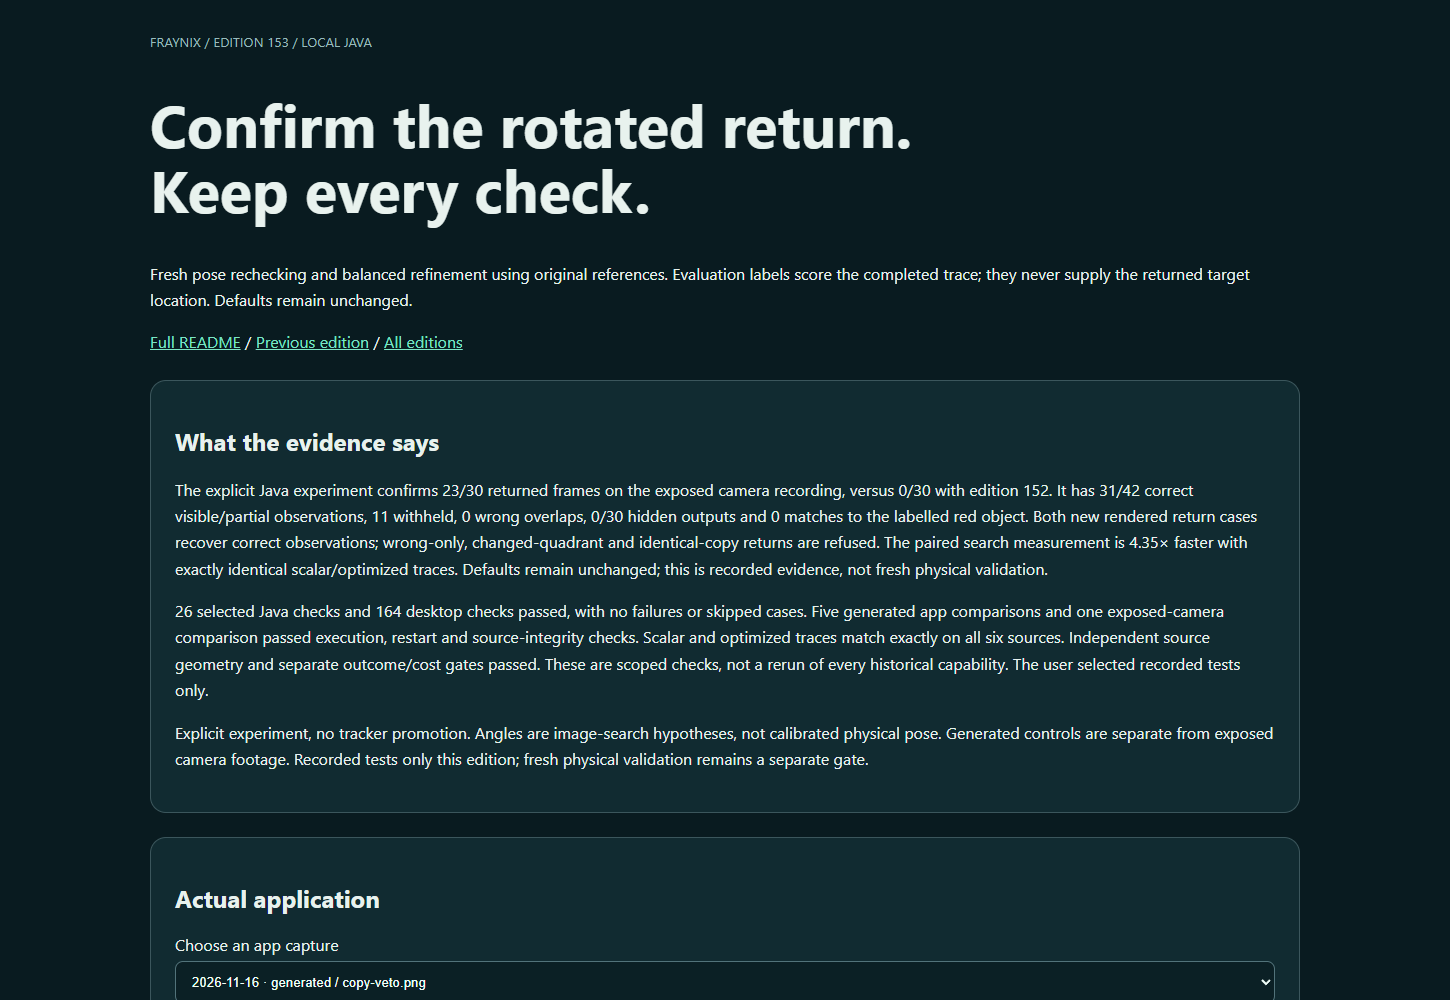 FRAYNIX / EDITION 153 / LOCAL JAVA
Confirm the rotated return.
Keep every check.
Fresh pose rechecking and balanced refinement using original references. Evaluation labels score the completed trace; they never supply the returned target
location. Defaults remain unchanged.
Full README / Previous edition / All editions
What the evidence says
The explicit Java experiment confirms 23/30 returned frames on the exposed camera recording, versus 0/30 with edition 152. It has 31/42 correct
visible/partial observations, 11 withheld, 0 wrong overlaps, 0/30 hidden outputs and 0 matches to the labelled red object. Both new rendered return cases
recover correct observations; wrong-only, changed-quadrant and identical-copy returns are refused. The paired search measurement is 4.35× faster with
exactly identical scalar/optimized traces. Defaults remain unchanged; this is recorded evidence, not fresh physical validation.
26 selected Java checks and 164 desktop checks passed, with no failures or skipped cases. Five generated app comparisons and one exposed-camera
comparison passed execution, restart and source-integrity checks. Scalar and optimized traces match exactly on all six sources. Independent source
geometry and separate outcome/cost gates passed. These are scoped checks, not a rerun of every historical capability. The user selected recorded tests
only.
Explicit experiment, no tracker promotion. Angles are image-search hypotheses, not calibrated physical pose. Generated controls are separate from exposed
camera footage. Recorded tests only this edition; fresh physical validation remains a separate gate.
Actual application
Choose an app capture
2026-11-16 · generated / copy-veto.png